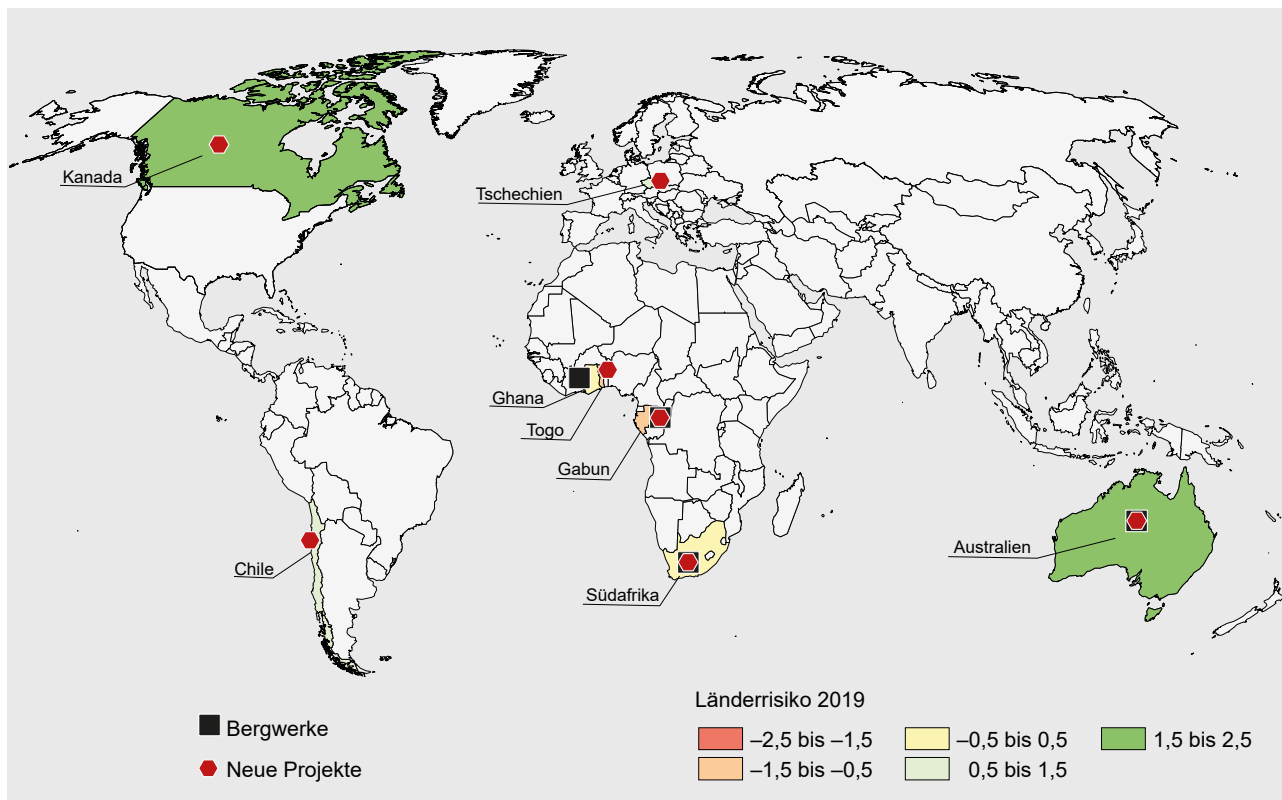 Kanada
Tschechien
Ghana
Togo
Gabun
Chile
Südafrika
Australien
Bergwerke
Neue Projekte
Länderrisiko 2019
–2,5 bis –1,5
–0,5 bis 0,5
1,5 bis 2,5
–1,5 bis –0,5
0,5 bis 1,5